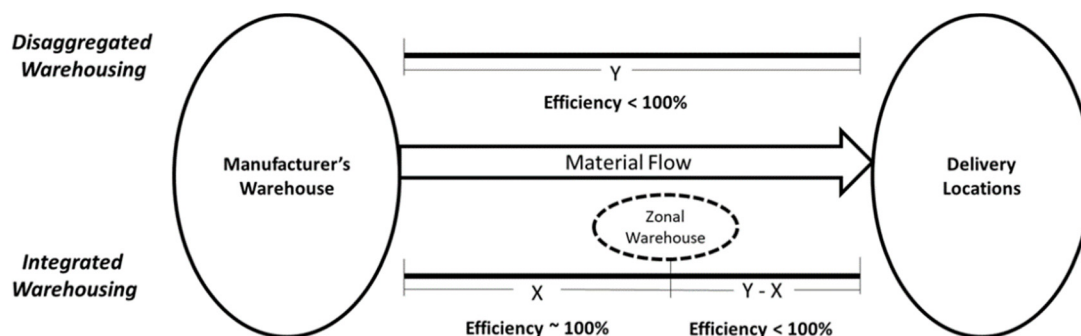 Disaggregated
Warehousing
Y
Efficiency < 100%
Manufacturer's
Warehouse
Material Flow
Delivery
Locations
Zonal
Warehouse
Integrated
Warehousing
X
Y - X
Efficiency ~ 100%
Efficiency < 100%